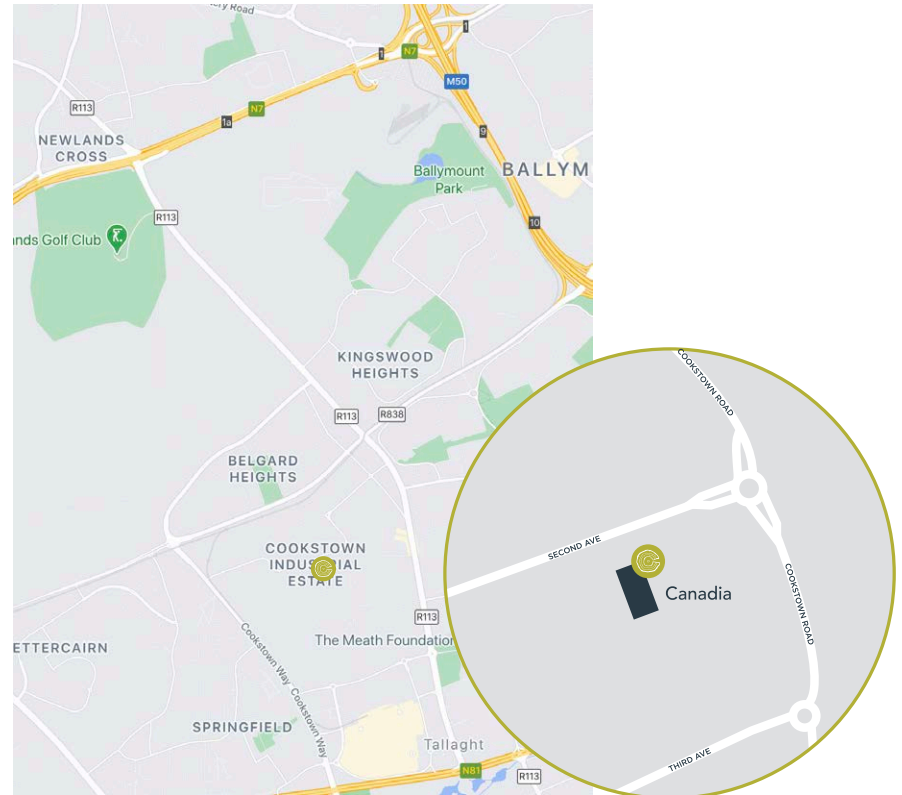 ry Road
1
1
N7
M50
R113
N7
1a
9
NEWLANDS
CROSS
Ballymount
Park
BALLYM
R113
10
nds Golf Club
KINGSWOOD
HEIGHTS
R113
R838
BELGARD
HEIGHTS
COOKSTOWN
INDUSTRIAL
ESTATE
R113
The Meath Foundation
ETTERCAIRN
Cookstown Way
Cookstown Way
SPRINGFIELD
Tallaght
N81
R113
COOKSTOWN ROAD
SECOND AVE
Canadia
COOKSTOWN ROAD
THIRD AVE